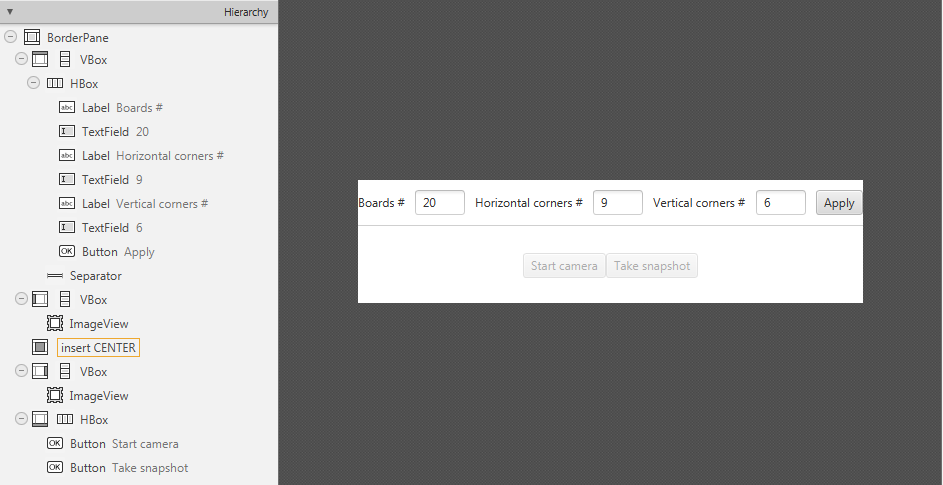 Hierarchy
BorderPane
VBox
HBox
abc Label Boards #
TextField 20
abc Label Horizontal corners #
TextField 9
abc Label Vertical corners #
TextField 6
OK Button Apply
Separator
VBox
ImageView
insert CENTER
VBox
ImageView
HBox
OK Button Start camera
OK Button Take snapshot
Boards # 20 Horizontal corners # 9 Vertical corners # 6 Apply
Start camera Take snapshot